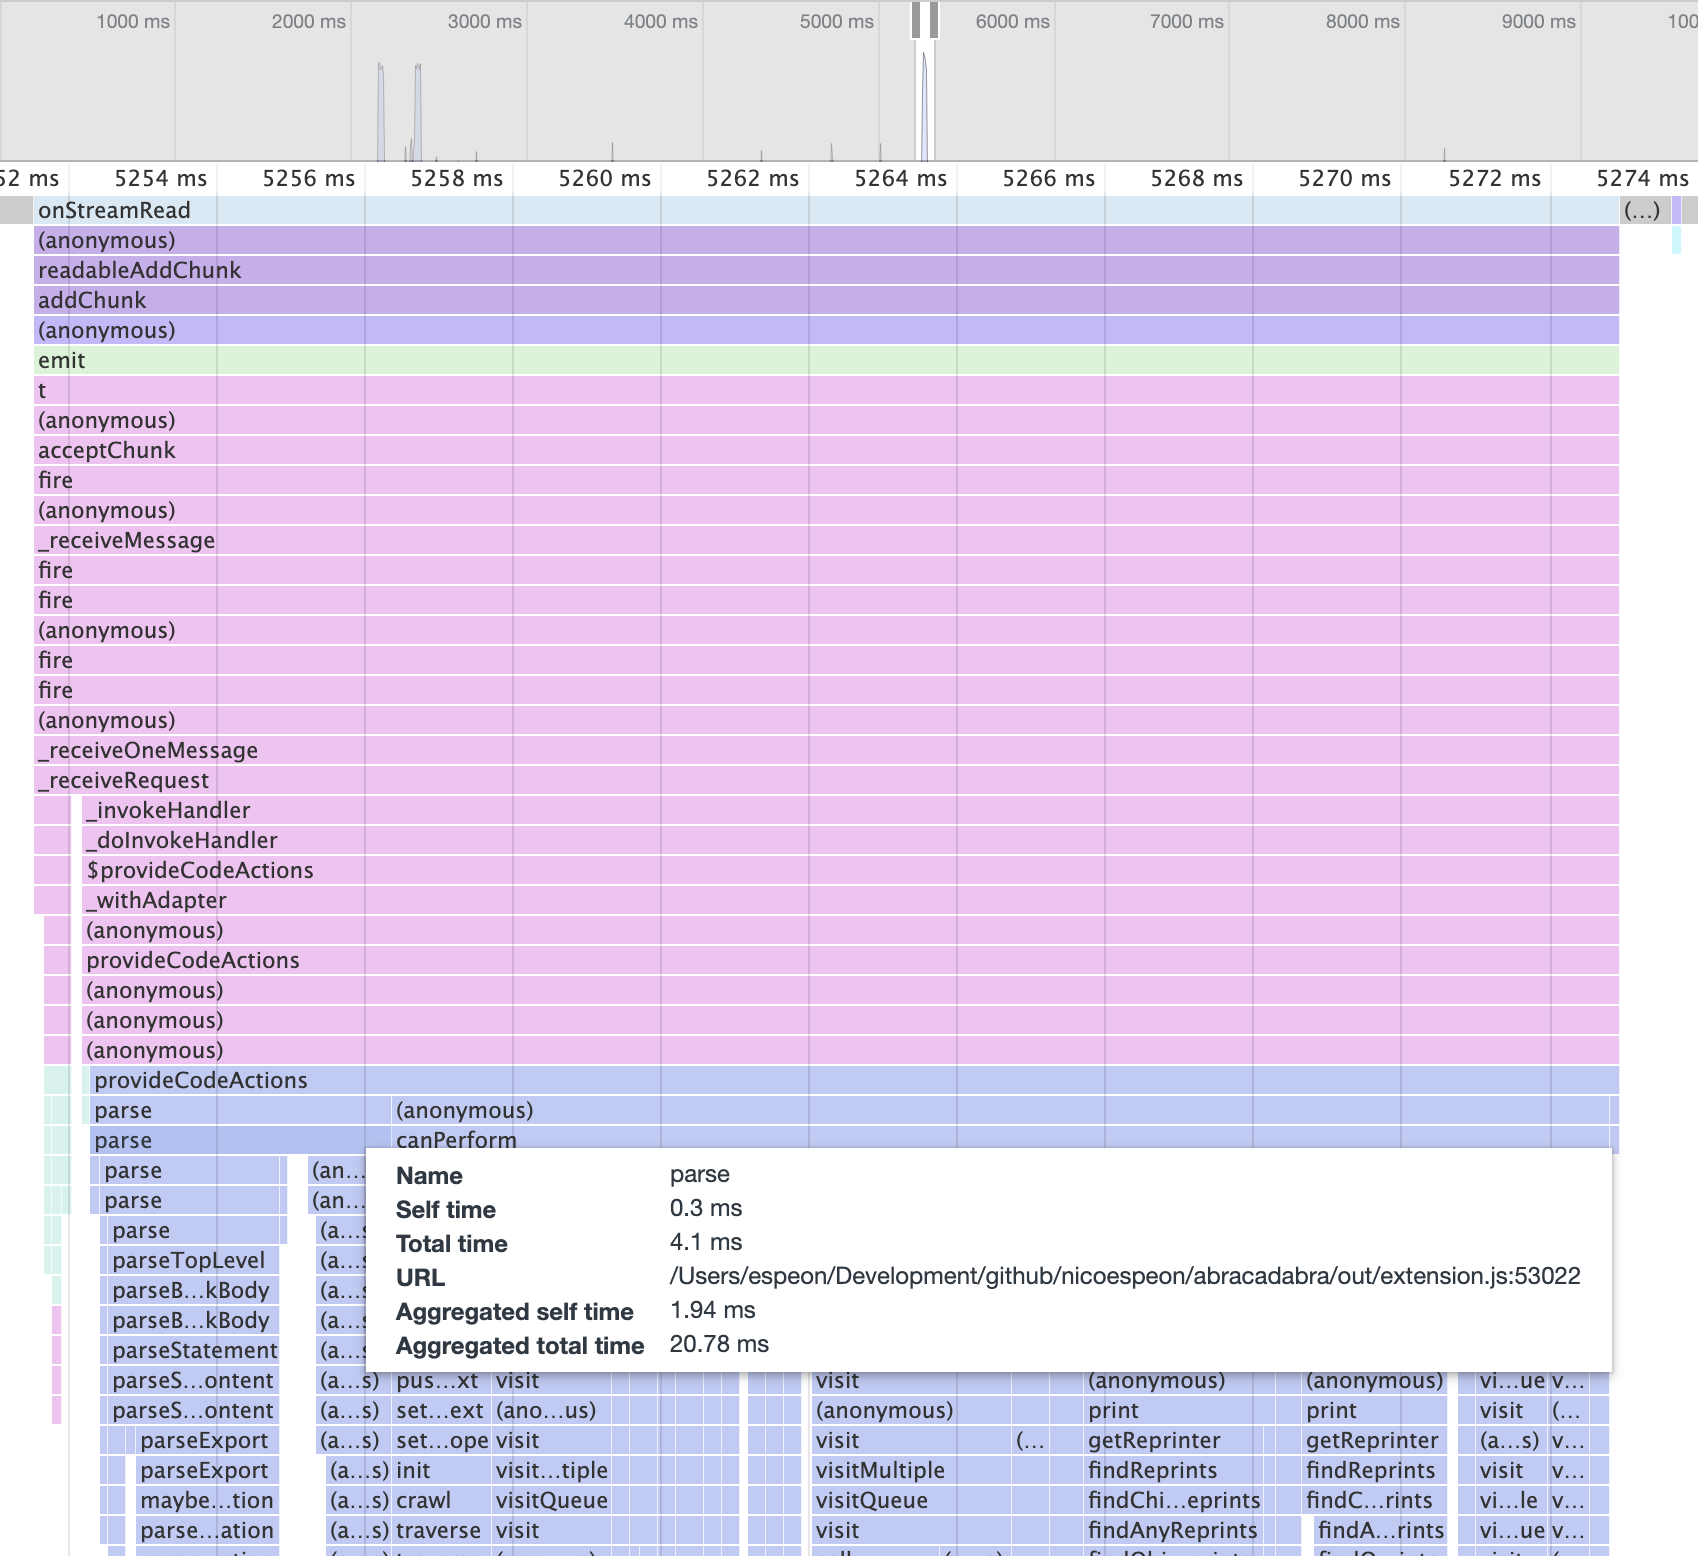 1000 ms 2000 ms 3000 ms 4000 ms 5000 ms 6000 ms 7000 ms 8000 ms 9000 ms 100
52 ms 5254 ms 5256 ms 5258 ms 5260 ms 5262 ms 5264 ms 5266 ms 5268 ms 5270 ms 5272 ms 5274 ms
onStreamRead (...)
(anonymous)
readableAddChunk
addChunk
(anonymous)
emit
t
(anonymous)
acceptChunk
fire
(anonymous)
_receiveMessage
fire
fire
(anonymous)
fire
fire
(anonymous)
_receiveOneMessage
_receiveRequest
_invokeHandler
_doInvokeHandler
$provideCodeActions
_withAdapter
(anonymous)
provideCodeActions
(anonymous)
(anonymous)
(anonymous)
provideCodeActions
parse (anonymous)
parse canPerform
parse (an...
parse (an...
parse (a...s
parseTopLevel (a...s
parseB...kBody (a...s
parseB...kBody (a...s
parseStatement (a...s
Name parse
Self time 0.3 ms
Total time 4.1 ms
URL /Users/espeon/Development/github/nicoespeon/abracadabra/out/extension.js:53022
Aggregated self time 1.94 ms
Aggregated total time 20.78 ms
parseS...ontent (a...s) pus...xt visit visit (anonymous) (anonymous) vi...ue v...
parseS...ontent (a...s) set...ext (ano...us) (anonymous) print print visit (...
parseExport (a...s) set...ope visit visit (... getReprinter getReprinter (a...s) v...
parseExport (a...s) init visit...tiple visitMultiple findReprints findReprints visit v...
maybe...tion (a...s) crawl visitQueue visitQueue findChi...eprints findC...rints vi...le v...
parse...ation (a...s) traverse visit visit findAnyReprints findA...rints vi...ue v...